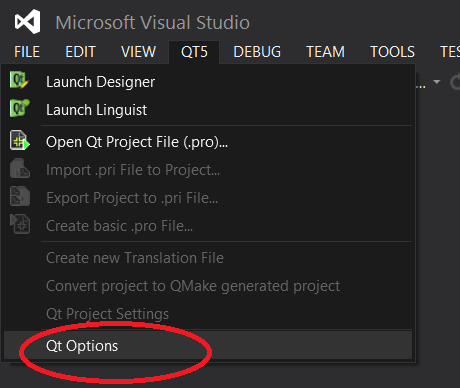 Microsoft Visual Studio
FILE EDIT VIEW QT5 DEBUG TEAM TOOLS TES
...
Launch Designer
Launch Linguist
Open Qt Project File (.pro)...
Import .pri File to Project...
Export Project to .pri File...
Create basic .pro File...
Create new Translation File
Convert project to QMake generated project
Qt Project Settings
Qt Options